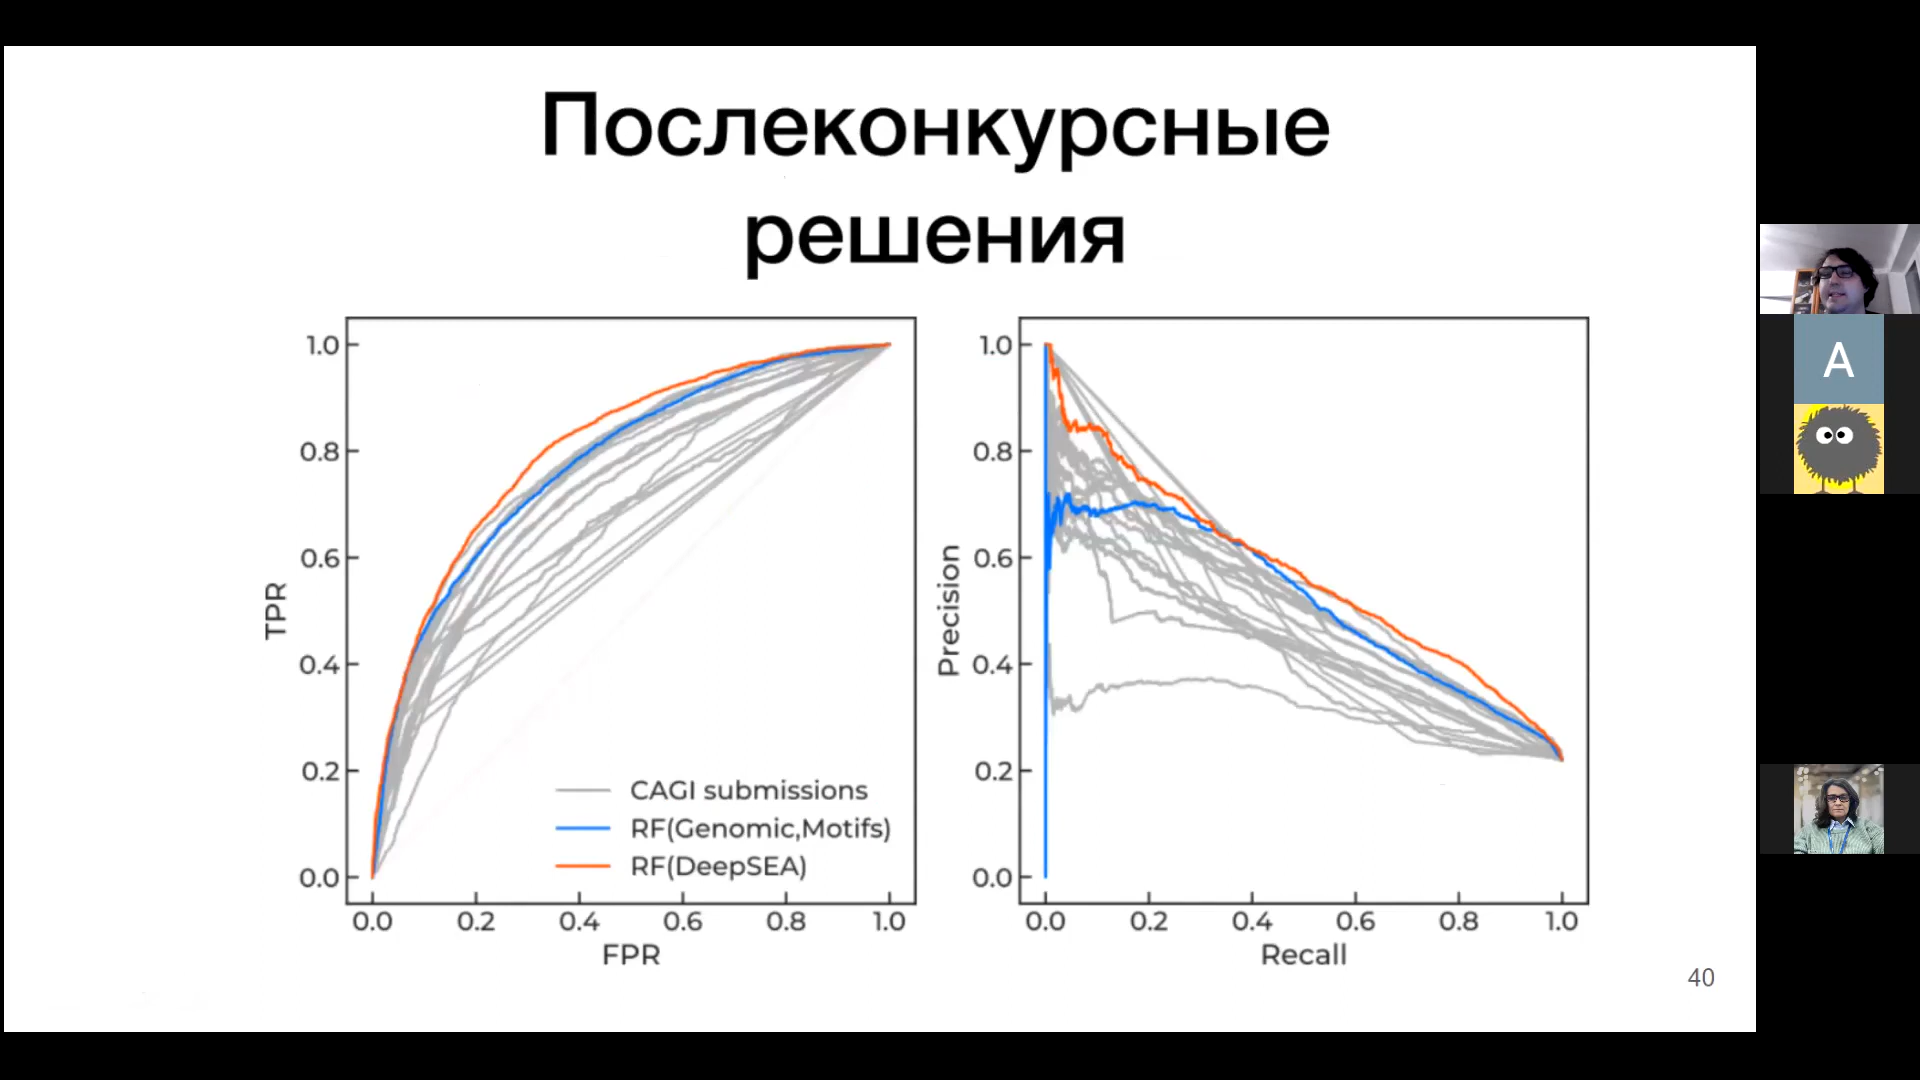 Послеконкурсные
решения
1.0
0.8
0.6
0.4
0.2
0.0
TPR
0.0 0.2 0.4 0.6 0.8 1.0
FPR
CAGI submissions
RF(Genomic,Motifs)
RF(DeepSEA)
1.0
0.8
0.6
0.4
0.2
0.0
Precision
0.0 0.2 0.4 0.6 0.8 1.0
Recall
40
A